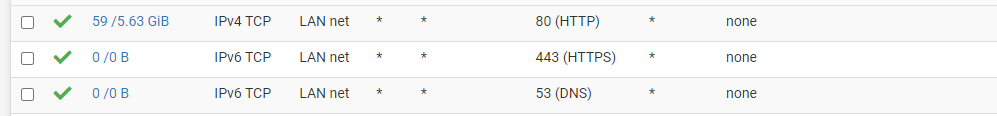 59 /5.63 GiB IPv4 TCP LAN net * * 80 (HTTP) * none
0 /0 B IPv6 TCP LAN net * * 443 (HTTPS) * none
0 /0 B IPv6 TCP LAN net * * 53 (DNS) * none